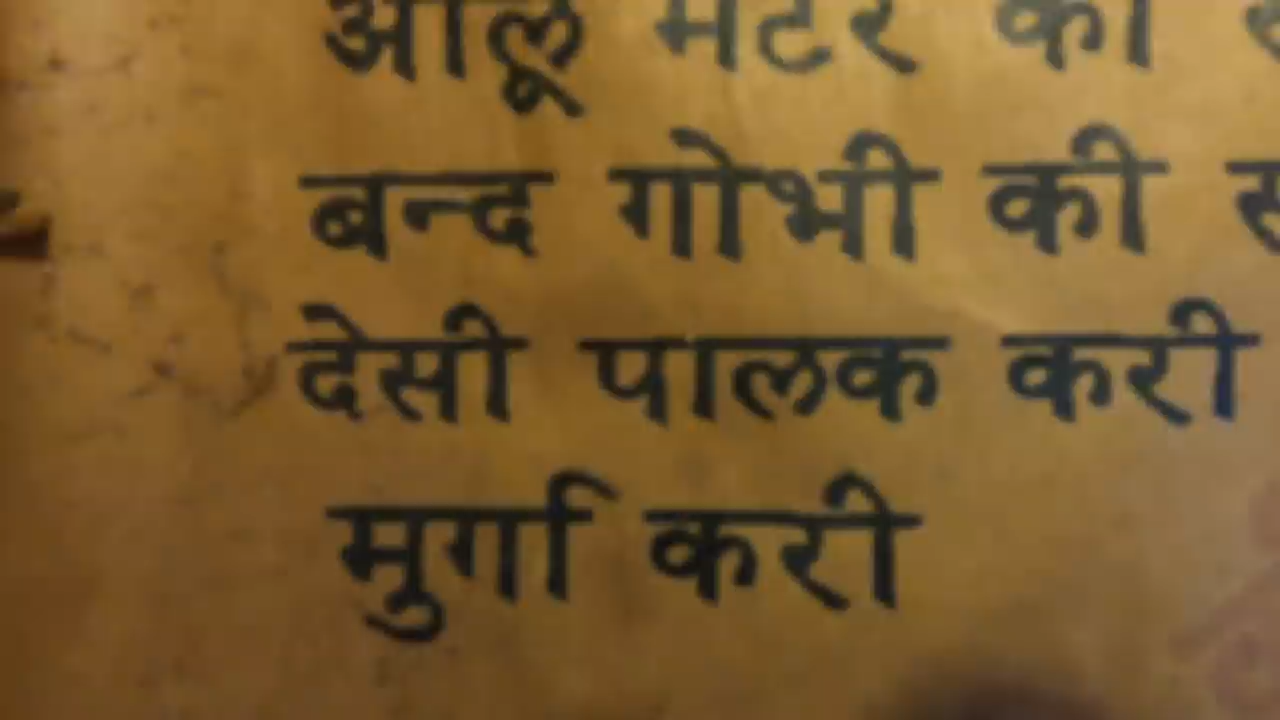 आलू मटर
बन्द गोभी की
देसी पालक करी
मुर्गा करी